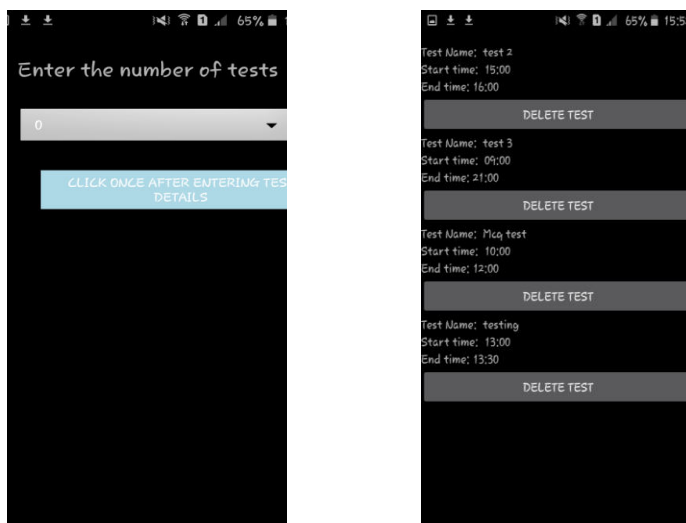 65%
Enter the number of tests
0
CLICK ONCE AFTER ENTERING TES
DETAILS
65% 15:5
Test Name: test 2
Start time: 15:00
End time: 16:00
DELETE TEST
Test Name: test 3
Start time: 09:00
End time: 21:00
DELETE TEST
Test Name: Mcq test
Start time: 10:00
End time: 12:00
DELETE TEST
Test Name: testing
Start time: 13:00
End time: 13:30
DELETE TEST